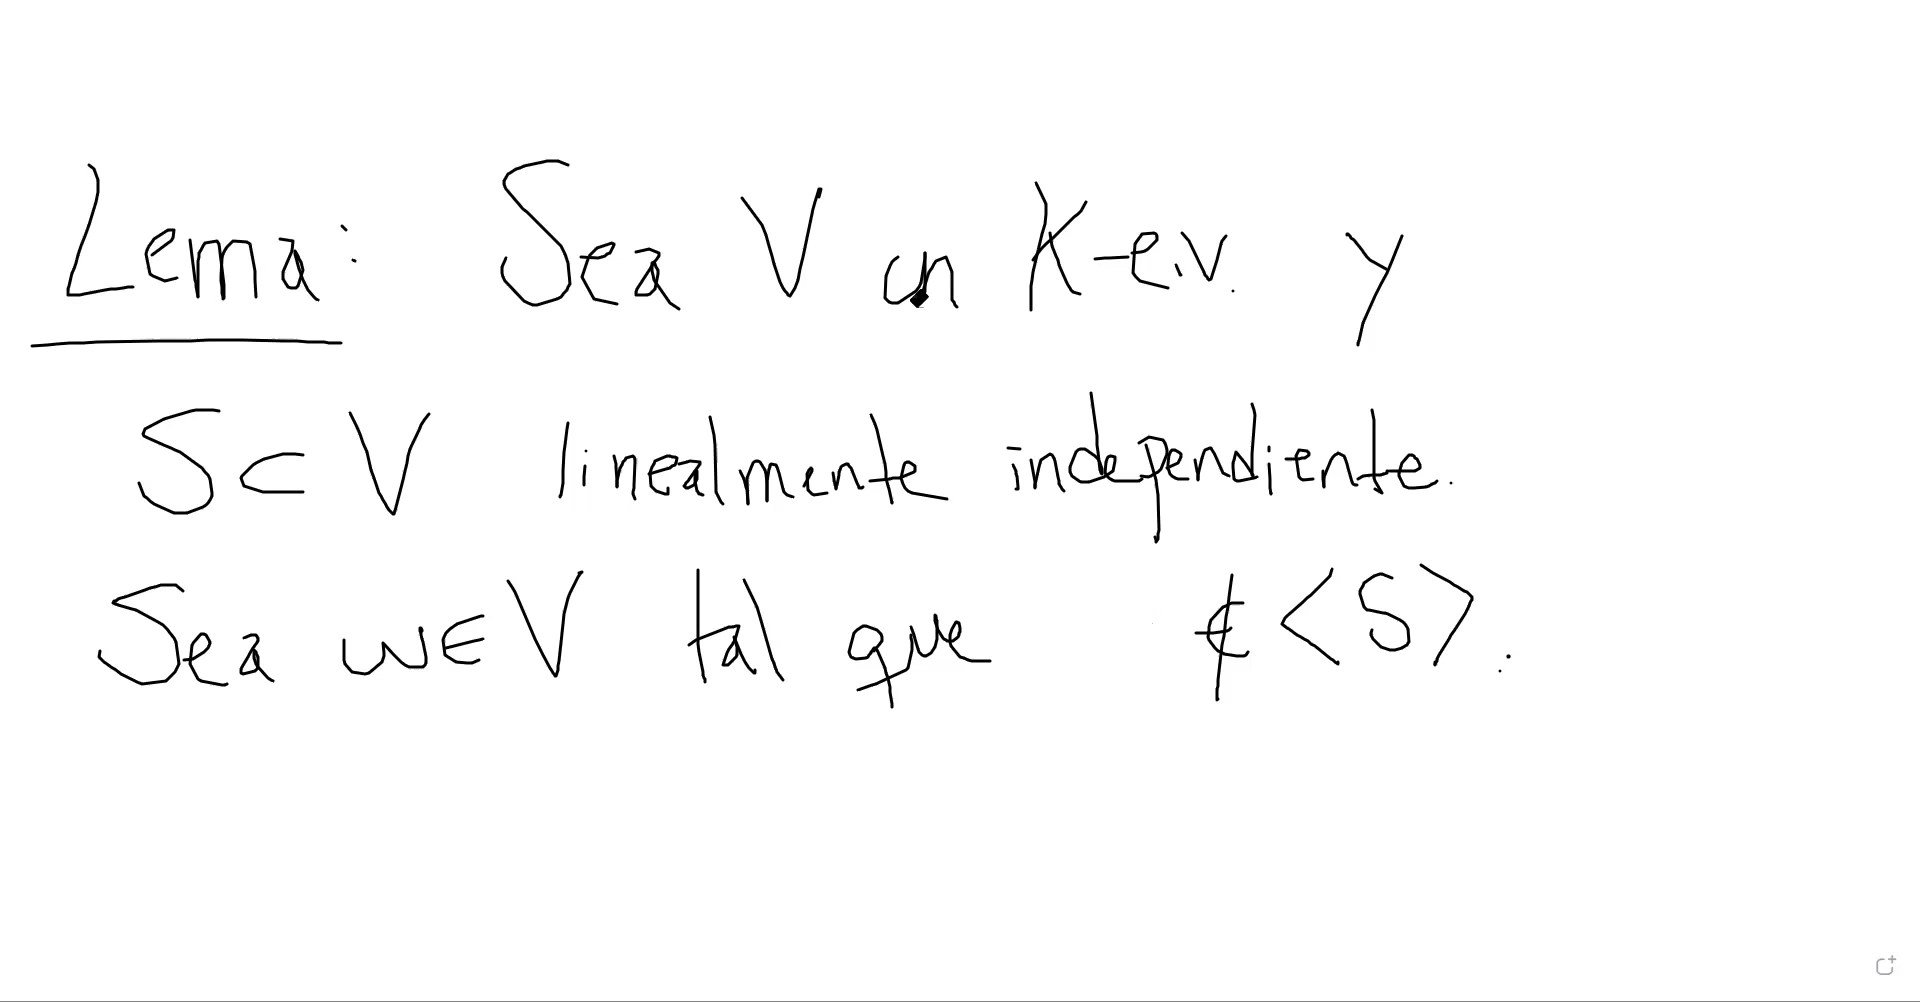 Lema: Sea V un K-e.v. y
S⊂V linealmente independiente.
Sea w∈V tal que ∉<S>.